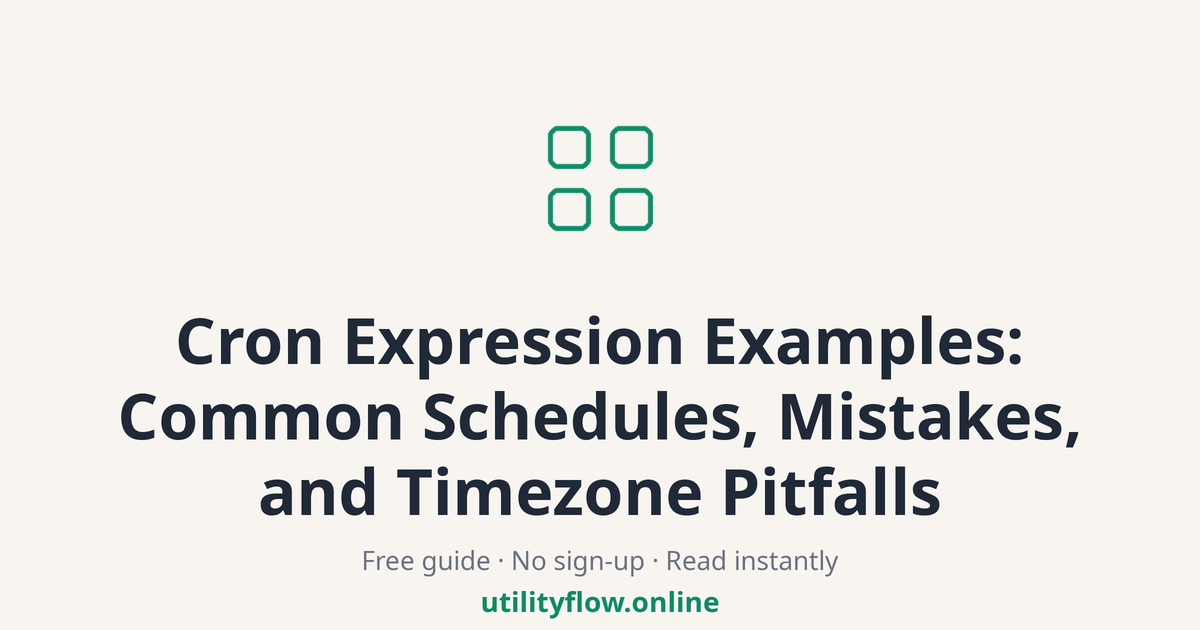 Cron Expression Examples:
Common Schedules, Mistakes,
and Timezone Pitfalls
Free guide · No sign-up · Read instantly
utilityflow.online